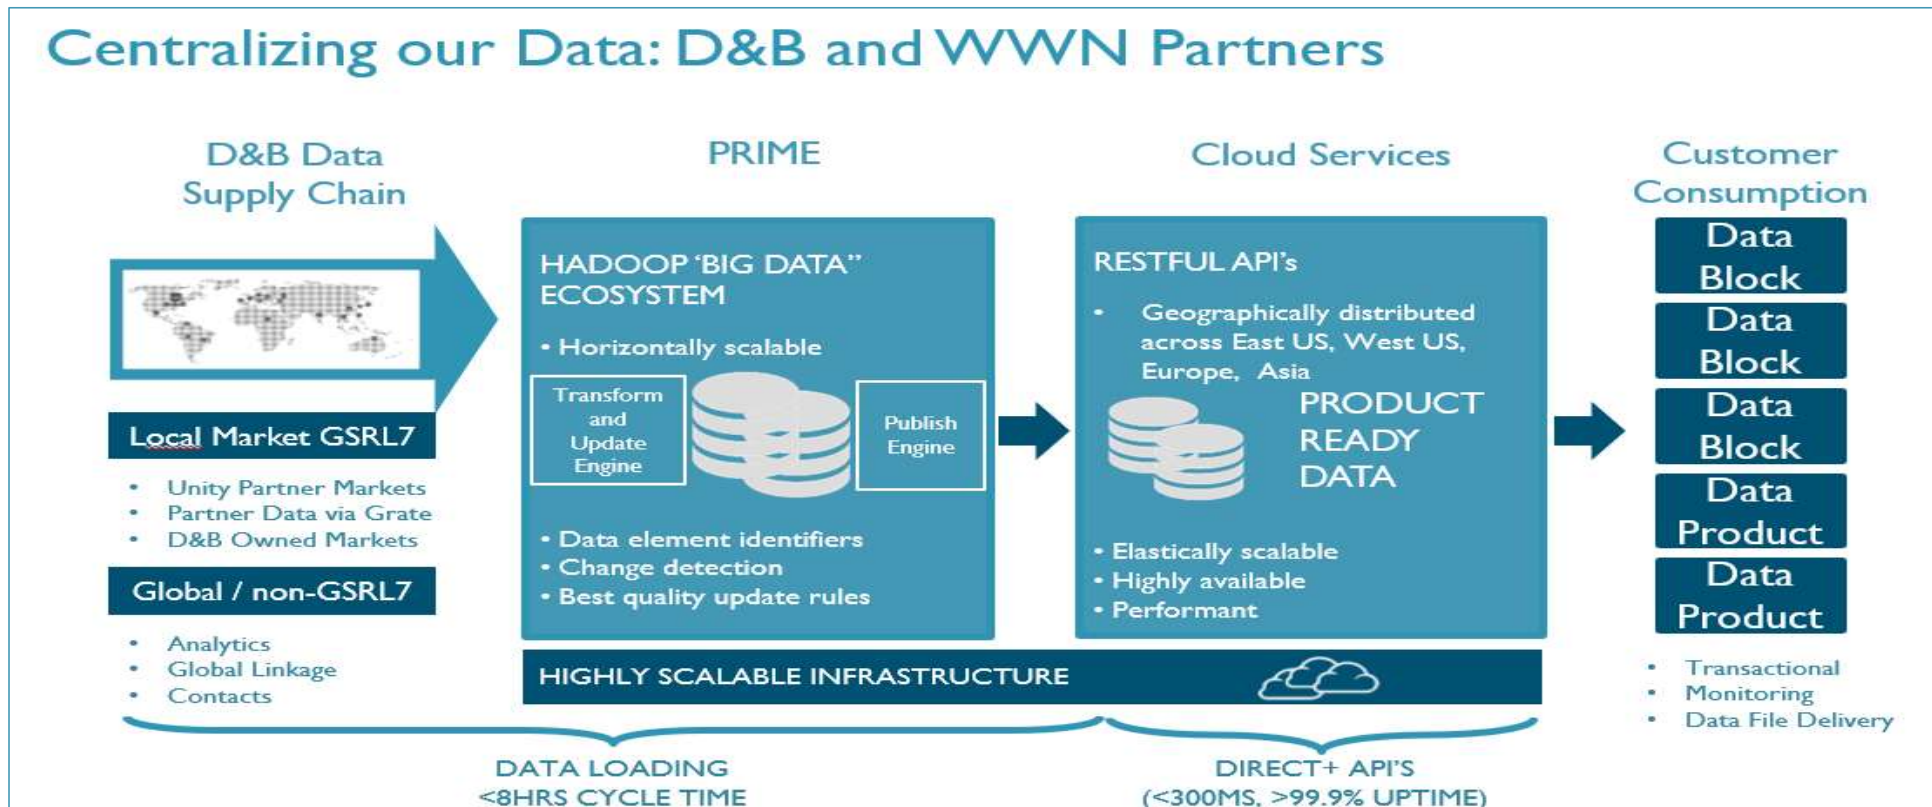 Centralizing our Data: D&B and WWN Partners
D&B Data
Supply Chain
Local Market GSRL7
• Unity Partner Markets
• Partner Data via Grate
• D&B Owned Markets
Global / non-GSRL7
• Analytics
• Global Linkage
• Contacts
PRIME
HADOOP ‘BIG DATA”
ECOSYSTEM
• Horizontally scalable
Transform
and
Update
Engine
Publish
Engine
• Data element identifiers
• Change detection
• Best quality update rules
Cloud Services
RESTFUL API’s
• Geographically distributed
across East US, West US,
Europe, Asia
PRODUCT
READY
DATA
• Elastically scalable
• Highly available
• Performant
HIGHLY SCALABLE INFRASTRUCTURE
Customer
Consumption
Data
Block
Data
Block
Data
Block
Data
Product
Data
Product
• Transactional
• Monitoring
• Data File Delivery
DATA LOADING
<8HRS CYCLE TIME
DIRECT+ API’S
(<300MS, >99.9% UPTIME)